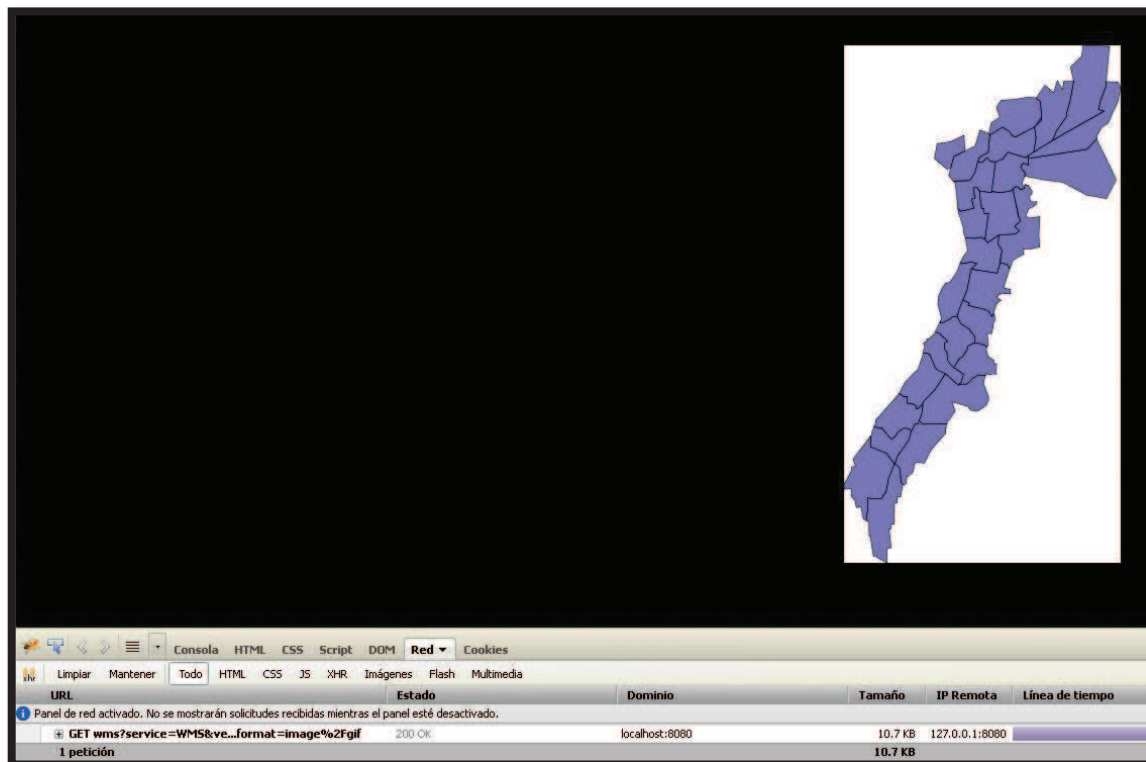 Consola HTML CSS Script DOM Red Cookies
xhr Limpiar Mantener Todo HTML CSS JS XHR Imágenes Flash Multimedia
URL Estado Dominio Tamaño IP Remota Línea de tiempo
Panel de red activado. No se mostrarán solicitudes recibidas mientras el panel esté desactivado.
GET wms?service=WMS&ve...format=image%2Fgif 200 OK localhost:8080 10.7 KB 127.0.0.1:8080
1 petición 10.7 KB